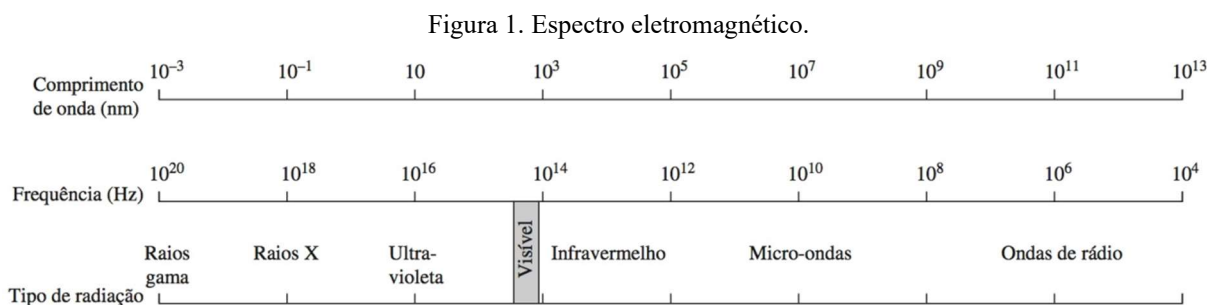 Figura 1. Espectro eletromagnético.
Comprimento de onda (nm) 10⁻³ 10⁻¹ 10 10³ 10⁵ 10⁷ 10⁹ 10¹¹ 10¹³
Frequência (Hz) 10²⁰ 10¹⁸ 10¹⁶ 10¹⁴ 10¹² 10¹⁰ 10⁸ 10⁶ 10⁴
Raios gama Raios X Ultra-violeta Visível Infravermelho Micro-ondas Ondas de rádio
Tipo de radiação